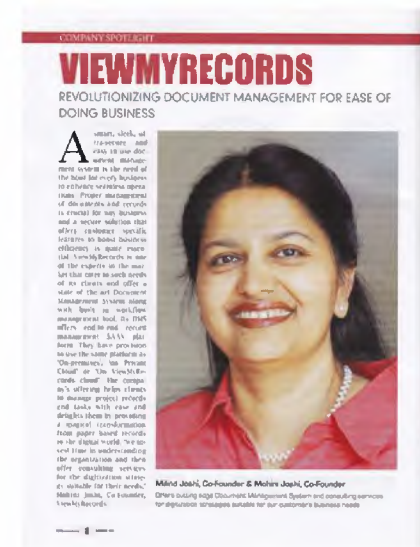 COMPANY SPOTLIGHT
VIEWMYRECORDS
REVOLUTIONIZING DOCUMENT MANAGEMENT FOR EASE OF
DOING BUSINESS
A smart, sleek, ul-
tra-secure and
easy to use doc-
ument manage-
ment system is the need of
the hour for every business
to enhance seamless opera-
tions. Proper management
of documents and records
is crucial for any business
and a secure solution that
offers customer specific
features to boost business
efficiency is quite essen-
tial. ViewMyRecords is one
of the experts in the mar-
ket that cater to such needs
of its clients and offer a
state of the art Document
Management System along
with built in workflow
management tool. Its DMS
offers end to end record
management SAAS plat-
form. They have provision
to use the same platform as
'On-premises', 'on Private
Cloud' or 'On ViewMyRe-
cords cloud'. The compa-
ny's offering helps clients
to manage project records
and tasks with ease and
delights them by providing
a magical transformation
from paper based records
to the digital world. "We in-
vest time in understanding
the organization and then
offer consulting services
for the digitization strate-
gy suitable for their needs,"
Mohini Joshi, Co Founder,
ViewMyRecords
Milind Joshi, Co-Founder & Mohini Joshi, Co-Founder
Offers cutting edge Document Management System and consulting services
for digitization strategies suitable for our customer's business needs